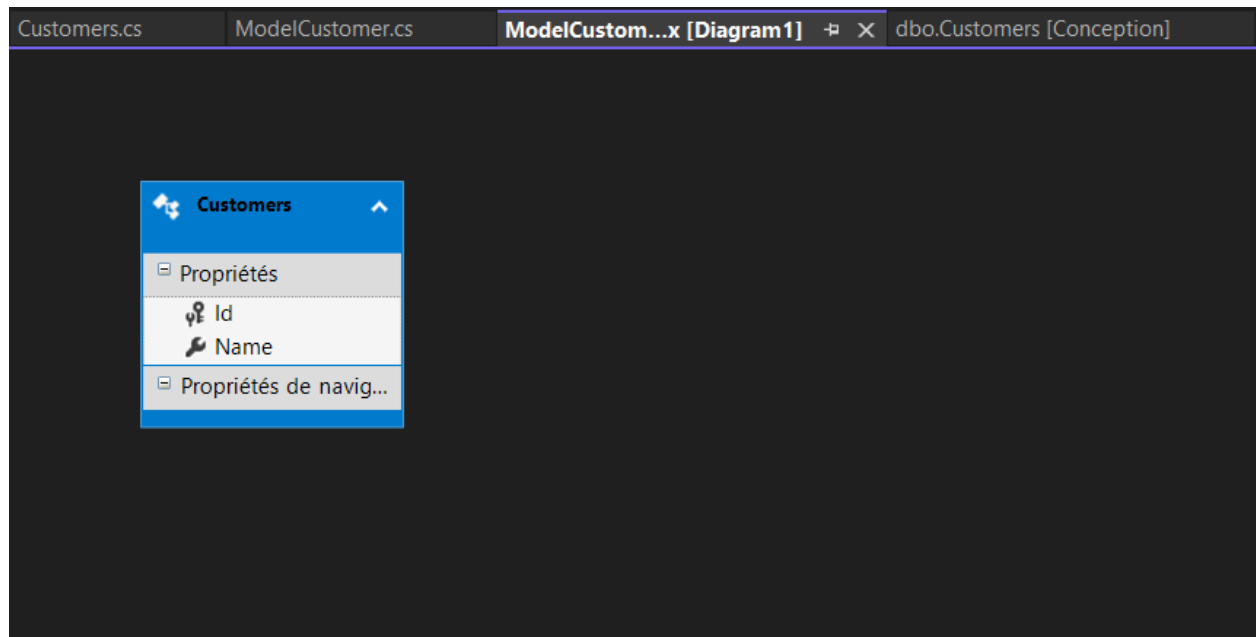 Customers.cs ModelCustomer.cs ModelCustom...x [Diagram1] dbo.Customers [Conception]
Customers
Propriétés
Id
Name
Propriétés de navig...